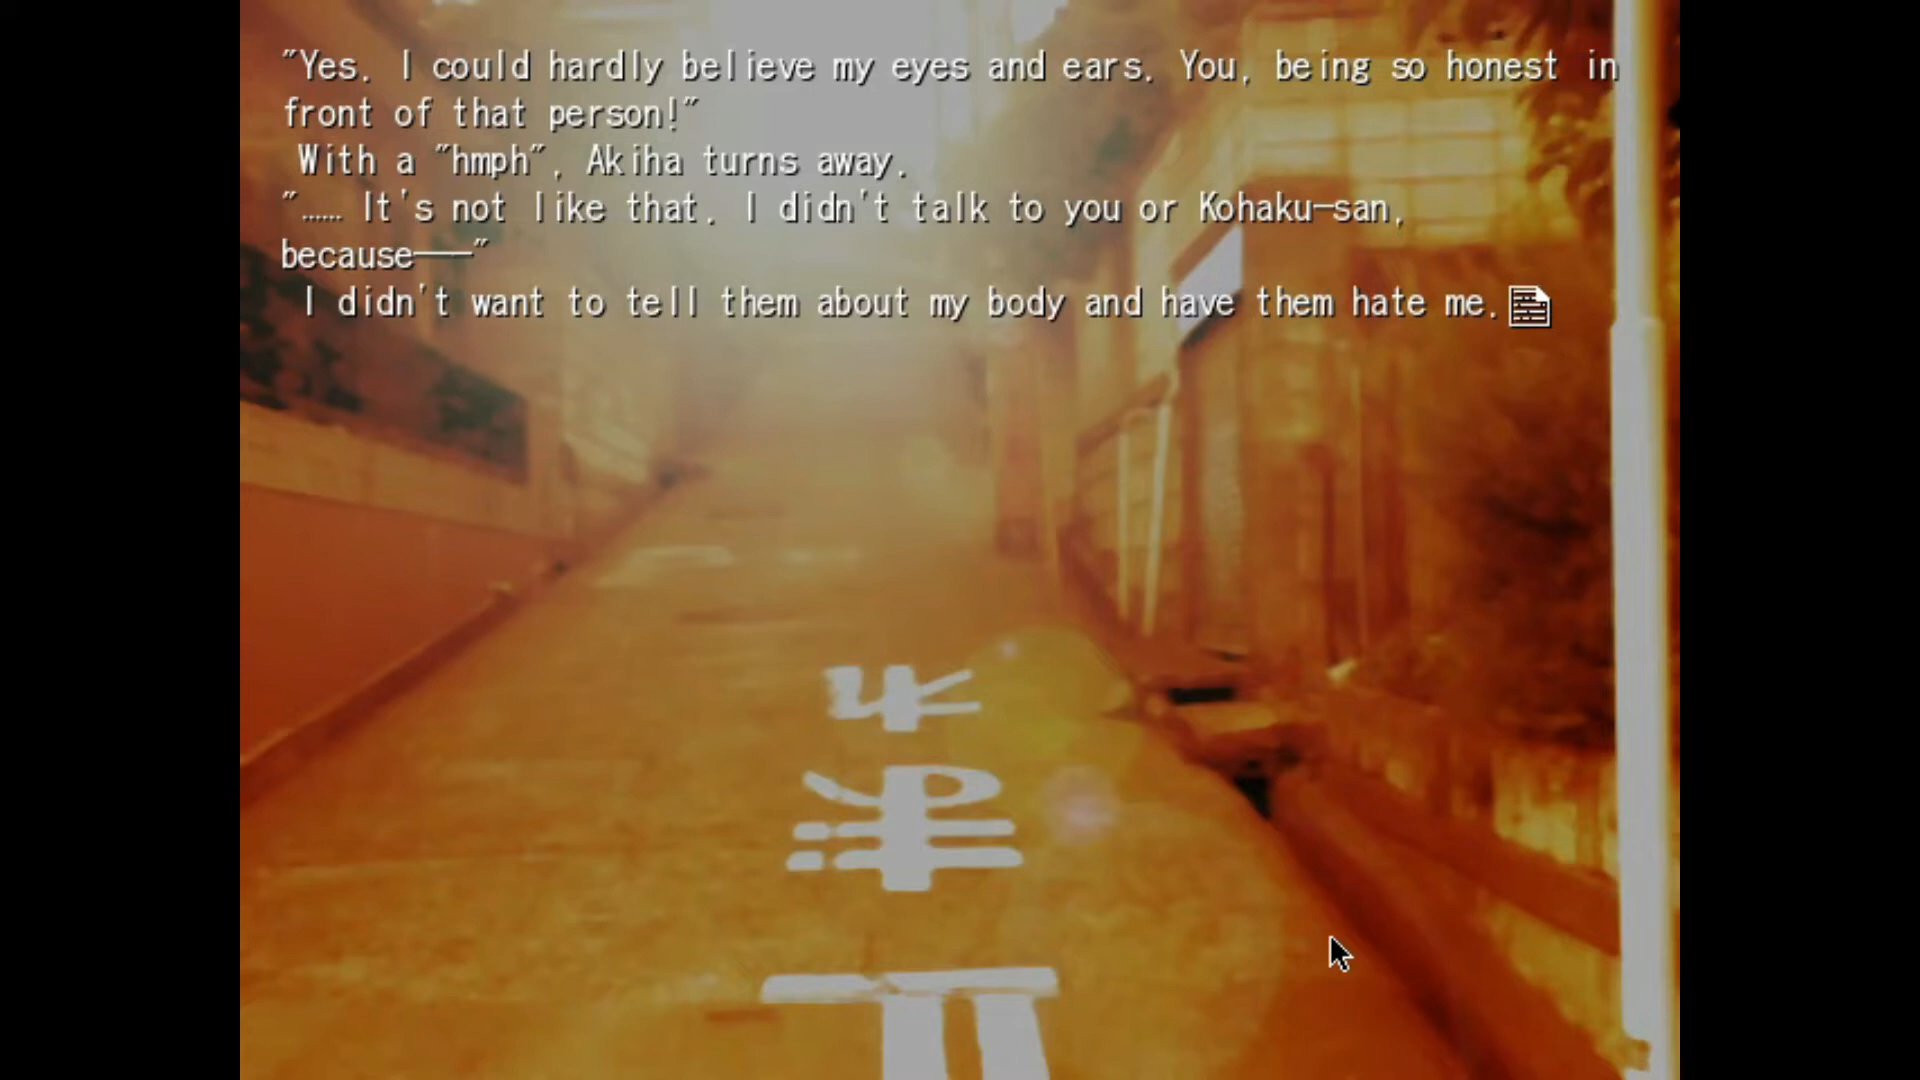 "Yes. I could hardly believe my eyes and ears. You, being so honest in
front of that person!"
With a "hmph", Akiha turns away.
"…… It's not like that. I didn't talk to you or Kohaku-san,
because――"
I didn't want to tell them about my body and have them hate me.